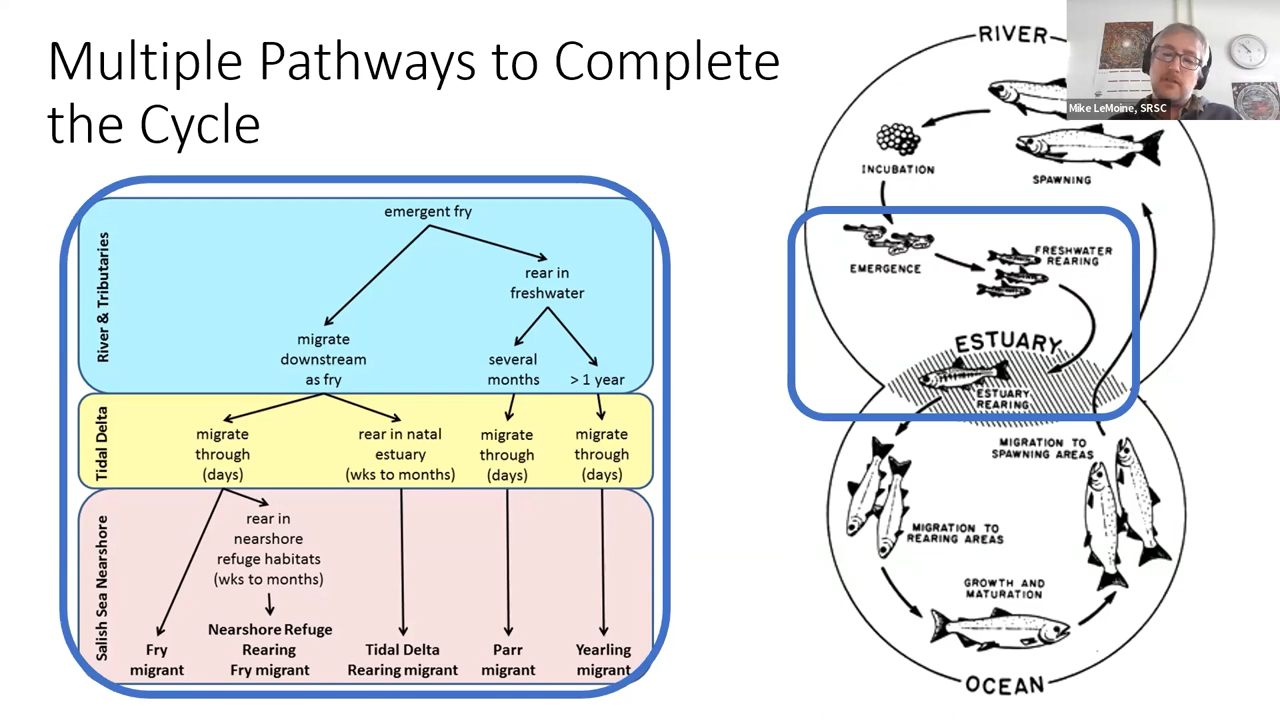 Multiple Pathways to Complete
the Cycle
River & Tributaries
emergent fry
rear in
freshwater
migrate
downstream
as fry
several
months
> 1 year
Tidal Delta
migrate
through
(days)
rear in natal
estuary
(wks to months)
migrate
through
(days)
migrate
through
(days)
Salish Sea Nearshore
rear in
nearshore
refuge habitats
(wks to months)
Fry
migrant
Nearshore Refuge
Rearing
Fry migrant
Tidal Delta
Rearing migrant
Parr
migrant
Yearling
migrant
RIVER
Mike LeMoine, SRSC
INCUBATION
SPAWNING
EMERGENCE
FRESHWATER
REARING
ESTUARY
ESTUARY
REARING
MIGRATION TO
SPAWNING AREAS
MIGRATION TO
REARING AREAS
GROWTH AND
MATURATION
OCEAN